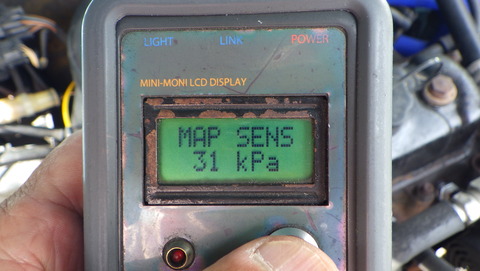 LIGHT LINK POWER
MINI-MONI LCD DISPLAY
MAP SENS
31 kPa